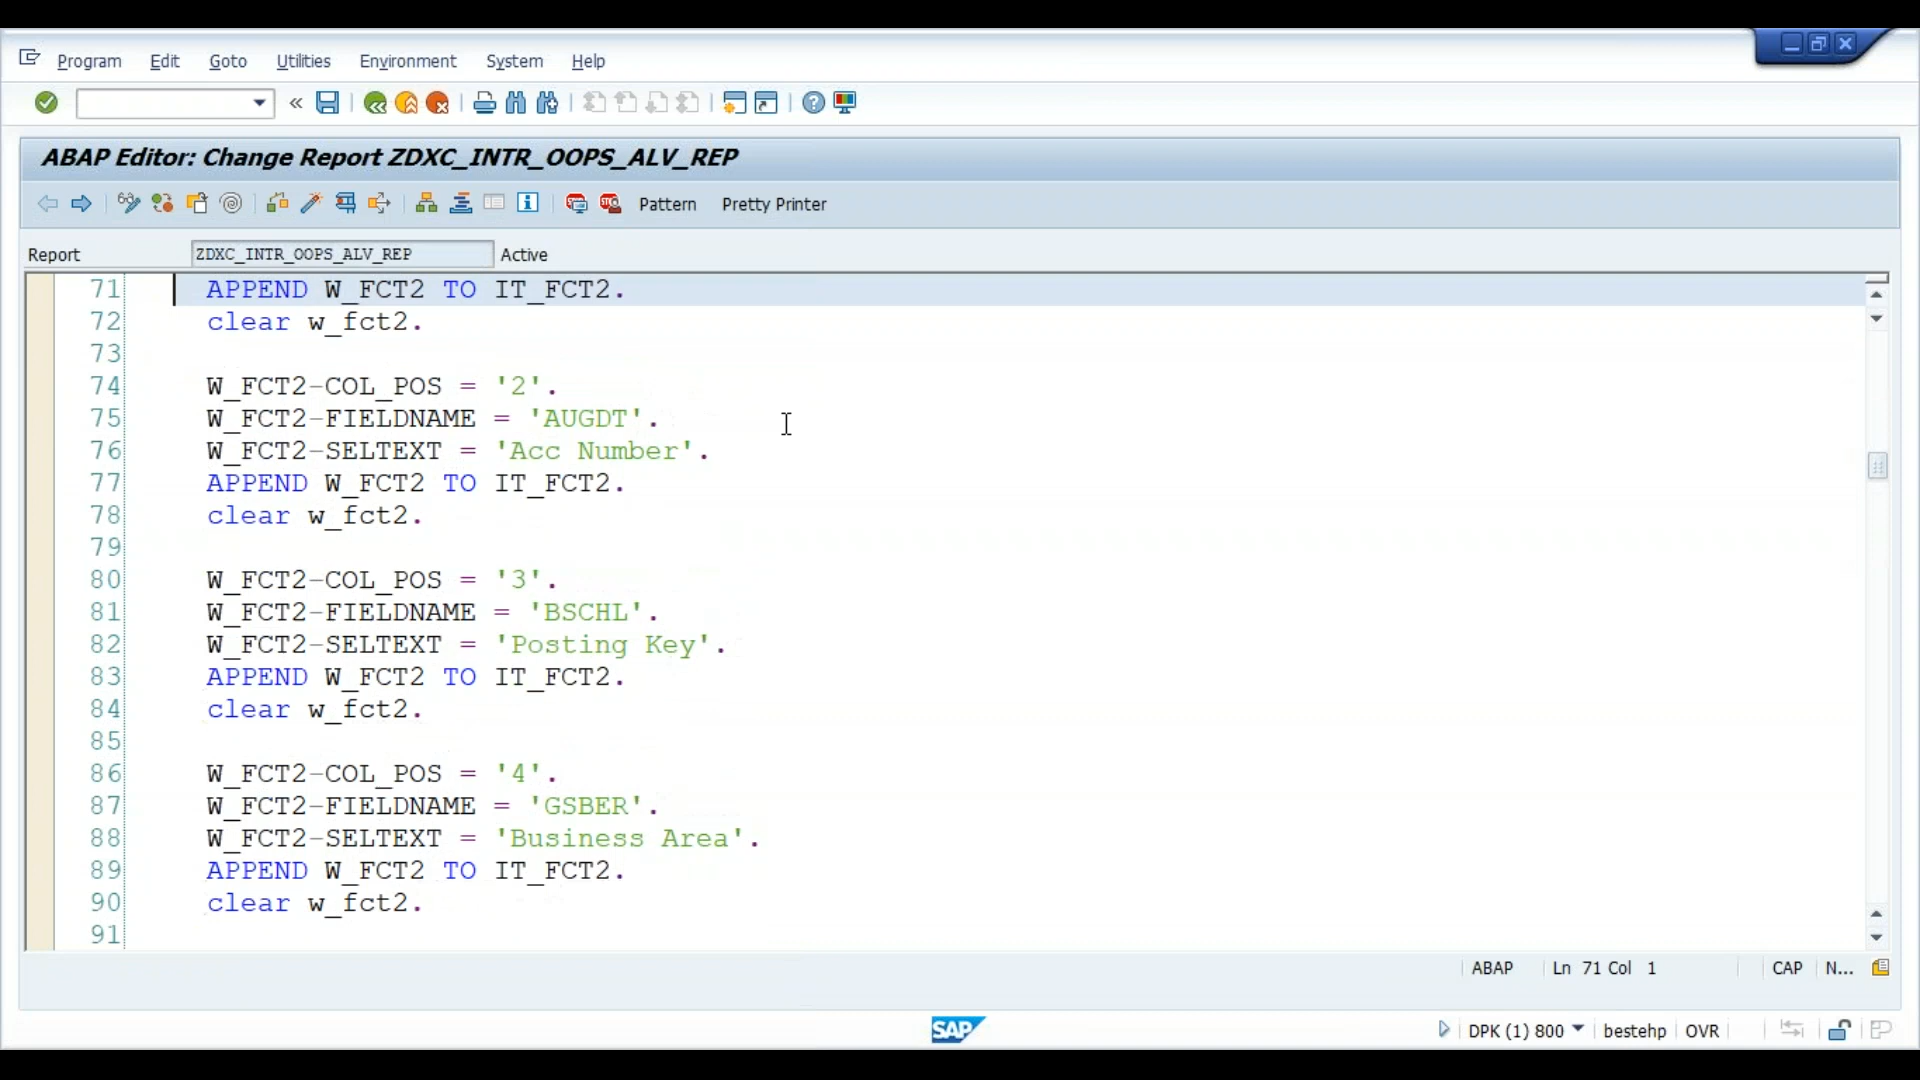 Program Edit Goto Utilities Environment System Help
ABAP Editor: Change Report ZDXC_INTR_OOPS_ALV_REP
Pattern Pretty Printer
Report ZDXC_INTR_OOPS_ALV_REP Active
71 APPEND W_FCT2 TO IT_FCT2.
72 clear w_fct2.
73
74 W_FCT2-COL_POS = '2'.
75 W_FCT2-FIELDNAME = 'AUGDT'.
76 W_FCT2-SELTEXT = 'Acc Number'.
77 APPEND W_FCT2 TO IT_FCT2.
78 clear w_fct2.
79
80 W_FCT2-COL_POS = '3'.
81 W_FCT2-FIELDNAME = 'BSCHL'.
82 W_FCT2-SELTEXT = 'Posting Key'.
83 APPEND W_FCT2 TO IT_FCT2.
84 clear w_fct2.
85
86 W_FCT2-COL_POS = '4'.
87 W_FCT2-FIELDNAME = 'GSBER'.
88 W_FCT2-SELTEXT = 'Business Area'.
89 APPEND W_FCT2 TO IT_FCT2.
90 clear w_fct2.
91
ABAP Ln 71 Col 1 CAP N...
SAP DPK (1) 800 bestehp OVR